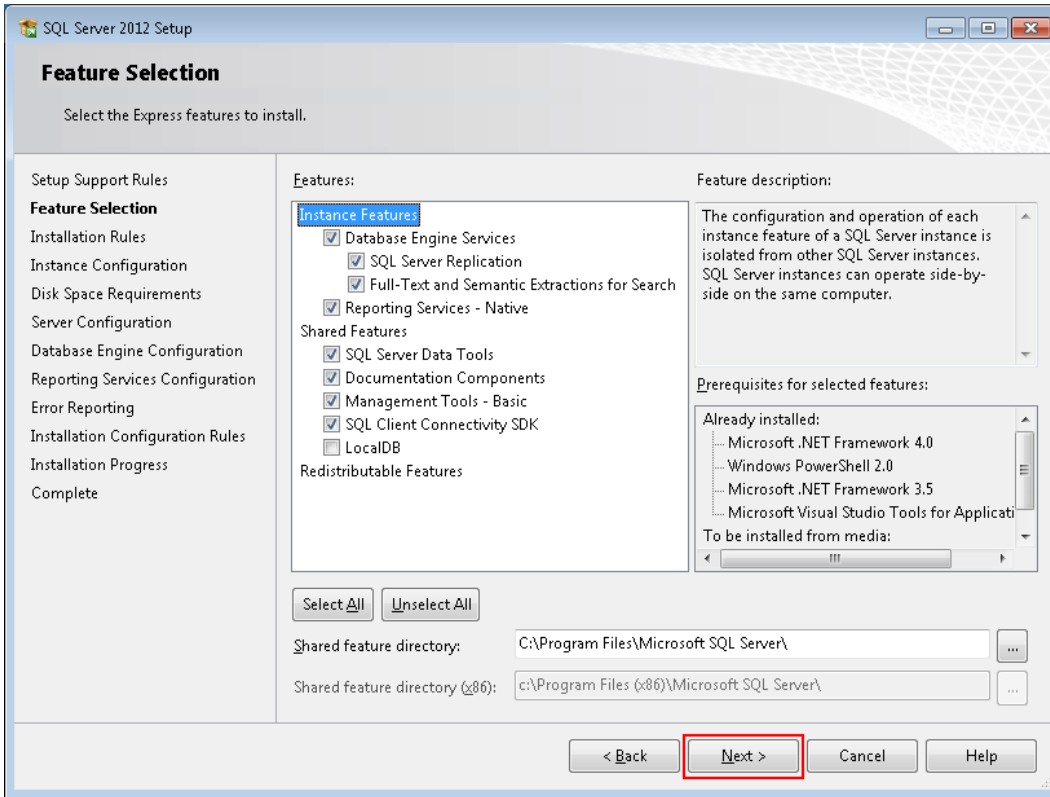 SQL Server 2012 Setup
Feature Selection
Select the Express features to install.
Setup Support Rules
Feature Selection
Installation Rules
Instance Configuration
Disk Space Requirements
Server Configuration
Database Engine Configuration
Reporting Services Configuration
Error Reporting
Installation Configuration Rules
Installation Progress
Complete
Features:
Instance Features
Database Engine Services
SQL Server Replication
Full-Text and Semantic Extractions for Search
Reporting Services - Native
Shared Features
SQL Server Data Tools
Documentation Components
Management Tools - Basic
SQL Client Connectivity SDK
LocalDB
Redistributable Features
Feature description:
The configuration and operation of each
instance feature of a SQL Server instance is
isolated from other SQL Server instances.
SQL Server instances can operate side-by-
side on the same computer.
Prerequisites for selected features:
Already installed:
Microsoft .NET Framework 4.0
Windows PowerShell 2.0
Microsoft .NET Framework 3.5
Microsoft Visual Studio Tools for Applicati
To be installed from media:
Select All Unselect All
Shared feature directory: C:\Program Files\Microsoft SQL Server\ ...
Shared feature directory (x86): c:\Program Files (x86)\Microsoft SQL Server\ ...
< Back Next > Cancel Help